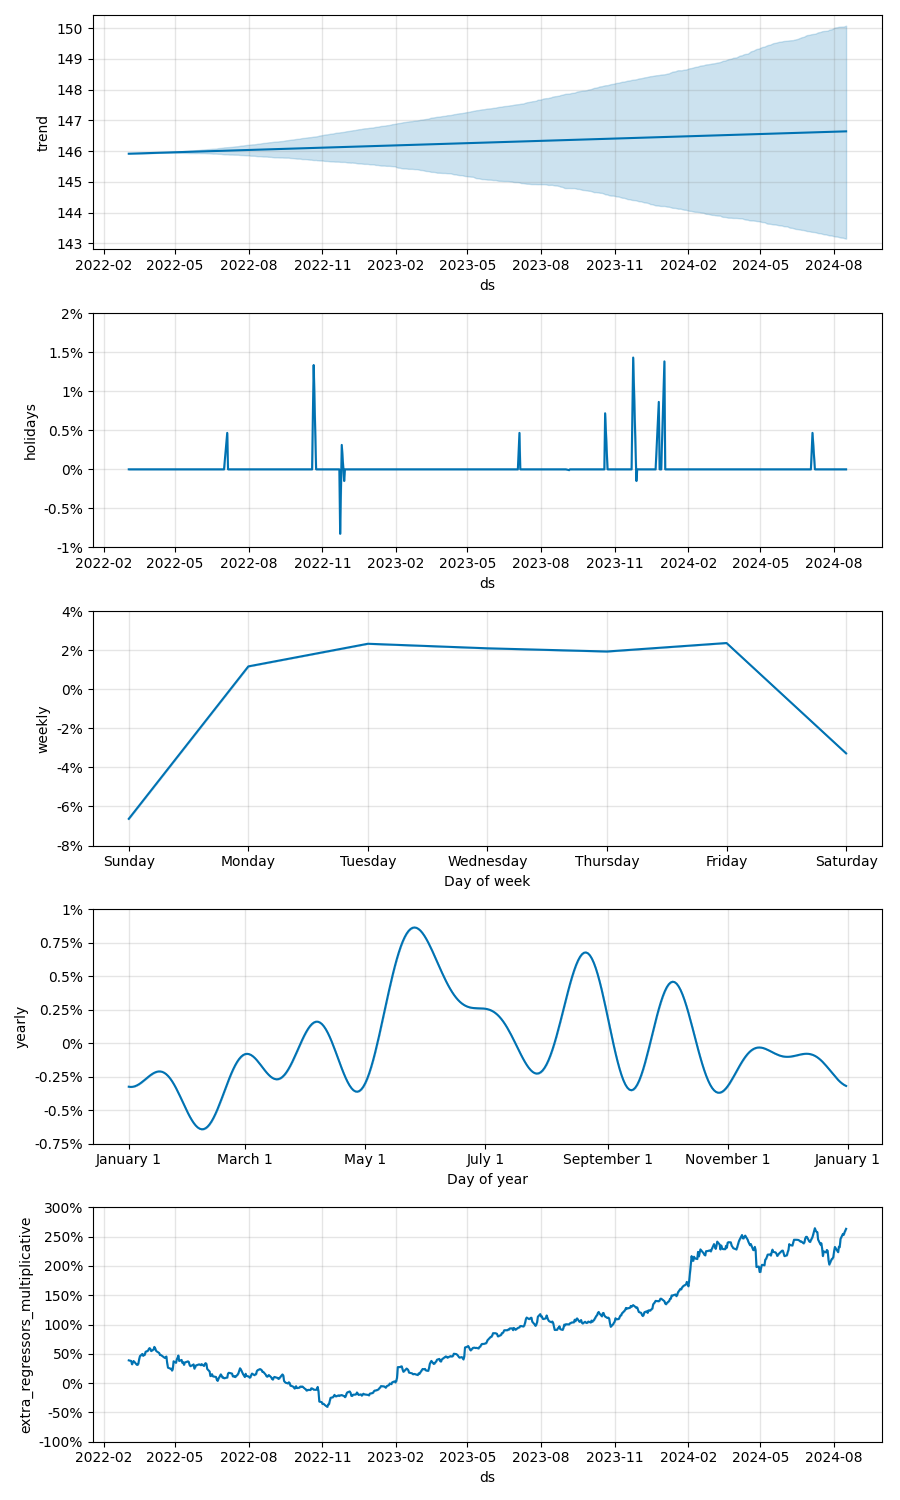 150
149
148
147
146
145
144
143
trend
2022-02 2022-05 2022-08 2022-11 2023-02 2023-05 2023-08 2023-11 2024-02 2024-05 2024-08
ds
2%
1.5%
1%
0.5%
0%
-0.5%
-1%
holidays
2022-02 2022-05 2022-08 2022-11 2023-02 2023-05 2023-08 2023-11 2024-02 2024-05 2024-08
ds
4%
2%
0%
-2%
-4%
-6%
-8%
weekly
Sunday Monday Tuesday Wednesday Thursday Friday Saturday
Day of week
1%
0.75%
0.5%
0.25%
0%
-0.25%
-0.5%
-0.75%
yearly
January 1 March 1 May 1 July 1 September 1 November 1 January 1
Day of year
300%
250%
200%
150%
100%
50%
0%
-50%
-100%
extra_regressors_multiplicative
2022-02 2022-05 2022-08 2022-11 2023-02 2023-05 2023-08 2023-11 2024-02 2024-05 2024-08
ds